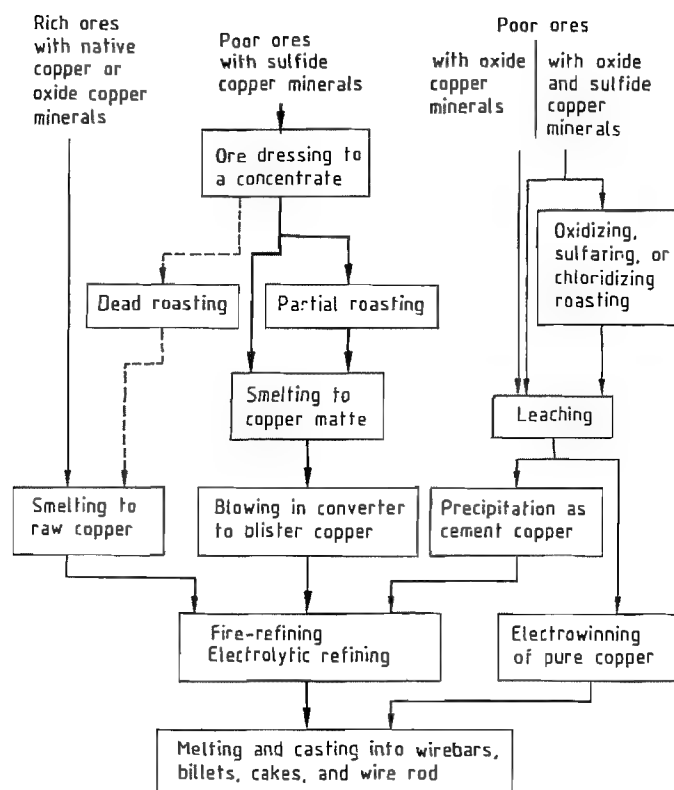 Rich ores
with native
copper or
oxide copper
minerals
Poor ores
with sulfide
copper minerals
Poor ores
with oxide
copper
minerals
with oxide
and sulfide
copper
minerals
Ore dressing to
a concentrate
Oxidizing,
sulfaring, or
chloridizing
roasting
Dead roasting
Partial roasting
Smelting to
copper matte
Leaching
Smelting to
raw copper
Blowing in converter
to blister copper
Precipitation as
cement copper
Fire-refining
Electrolytic refining
Electrowinning
of pure copper
Melting and casting into wirebars,
billets, cakes, and wire rod